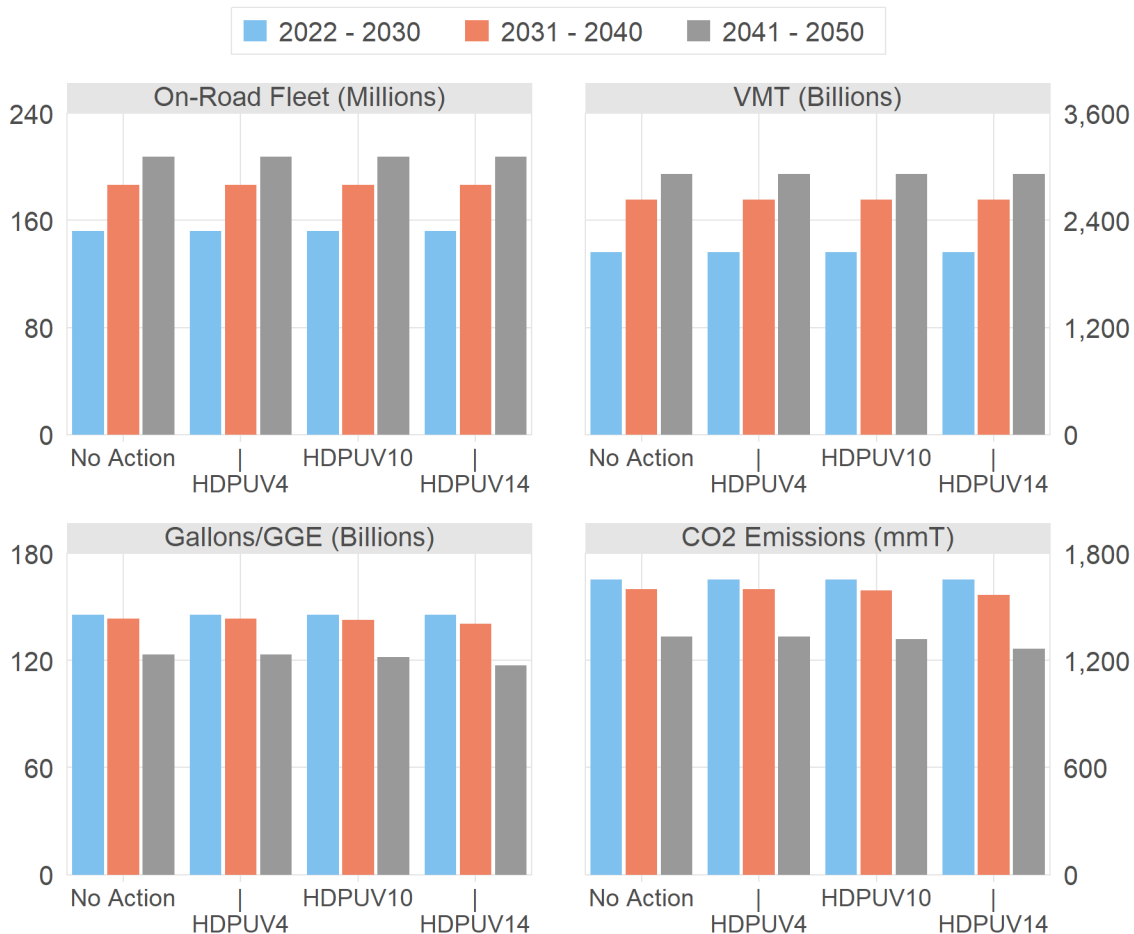 2022 - 2030 2031 - 2040 2041 - 2050
On-Road Fleet (Millions)
240
160
80
0
No Action | HDPUV10 |
HDPUV4 HDPUV14
VMT (Billions)
3,600
2,400
1,200
0
No Action | HDPUV10 |
HDPUV4 HDPUV14
Gallons/GGE (Billions)
180
120
60
0
No Action | HDPUV10 |
HDPUV4 HDPUV14
CO2 Emissions (mmT)
1,800
1,200
600
0
No Action | HDPUV10 |
HDPUV4 HDPUV14